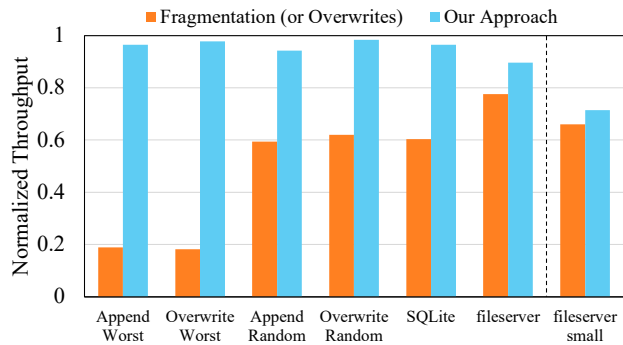 Fragmentation (or Overwrites) Our Approach
Normalized Throughput
1
0.8
0.6
0.4
0.2
0
Append Worst
Overwrite Worst
Append Random
Overwrite Random
SQLite
fileserver
fileserver small